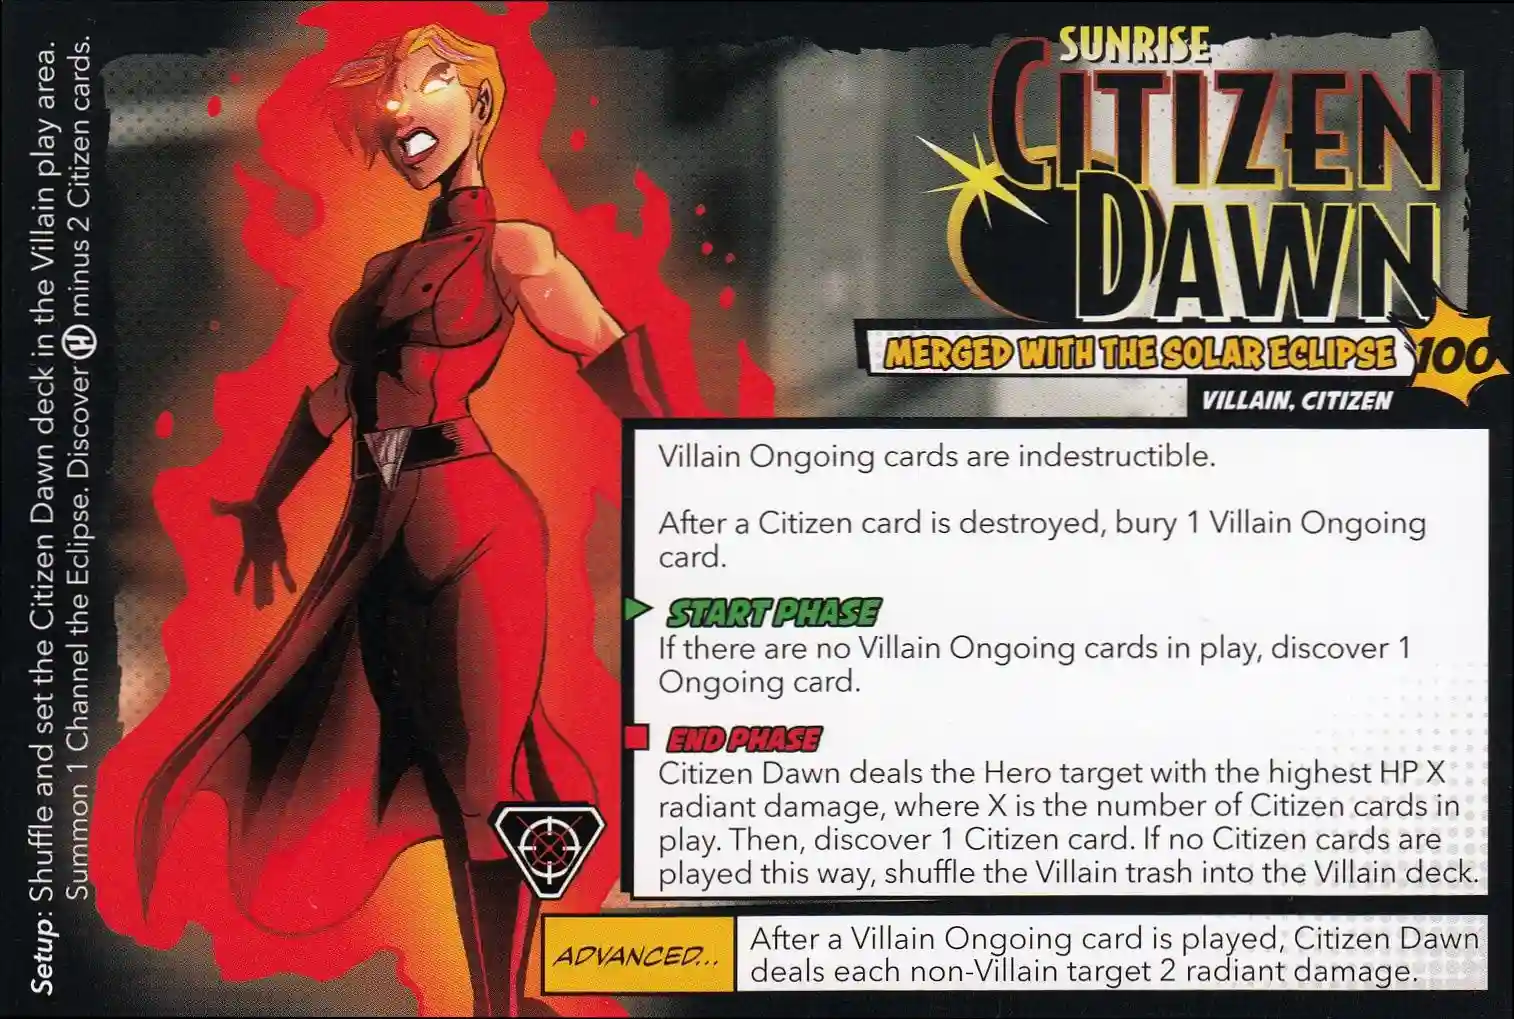 Setup: Shuffle and set the Citizen Dawn deck in the Villain play area.
Summon 1 Channel the Eclipse. Discover H minus 2 Citizen cards.
SUNRISE
CITIZEN
DAWN
MERGED WITH THE SOLAR ECLIPSE
100
VILLAIN, CITIZEN
Villain Ongoing cards are indestructible.
After a Citizen card is destroyed, bury 1 Villain Ongoing
card.
START PHASE
If there are no Villain Ongoing cards in play, discover 1
Ongoing card.
END PHASE
Citizen Dawn deals the Hero target with the highest HP X
radiant damage, where X is the number of Citizen cards in
play. Then, discover 1 Citizen card. If no Citizen cards are
played this way, shuffle the Villain trash into the Villain deck.
ADVANCED...
After a Villain Ongoing card is played, Citizen Dawn
deals each non-Villain target 2 radiant damage.